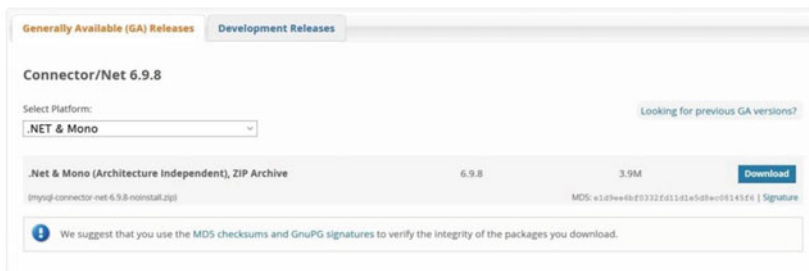 Generally Available (GA) Releases
Development Releases
Connector/Net 6.9.8
Select Platform:
Looking for previous GA versions?
.NET & Mono
.Net & Mono (Architecture Independent), ZIP Archive
6.9.8
3.9M
Download
(mysql-connector-net-6.9.8-noinstall.zip)
MD5: e1d9ee4bf0332fd11d1e5d8ec08145f6 | Signature
We suggest that you use the MD5 checksums and GnuPG signatures to verify the integrity of the packages you download.